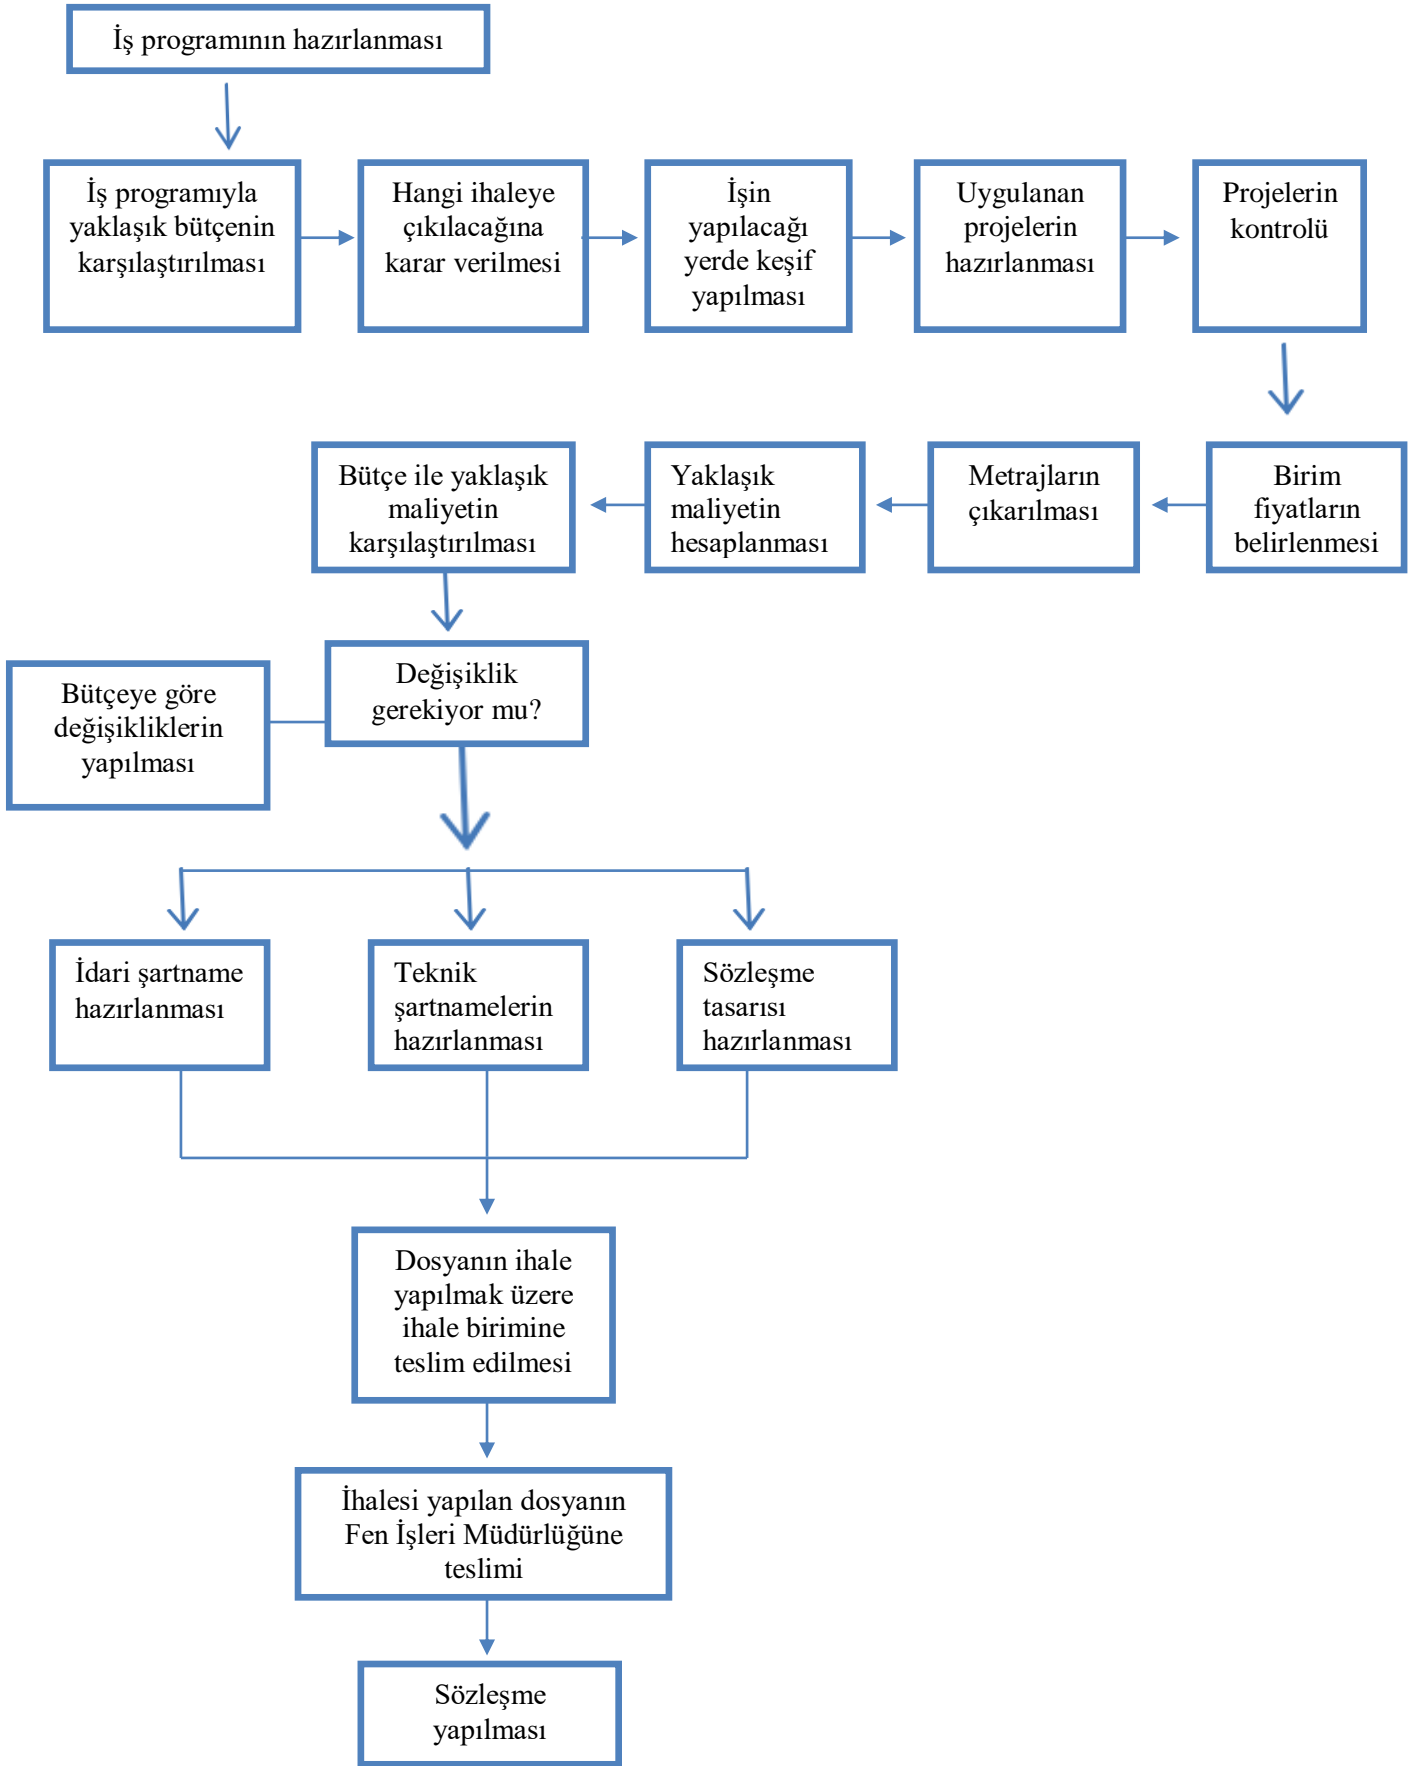 İş programının hazırlanması
İş programıyla
yaklaşık bütçenin
karşılaştırılması
Hangi ihaleye
çıkılacağına
karar verilmesi
İşin
yapılacağı
yerde keşif
yapılması
Uygulanan
projelerin
hazırlanması
Projelerin
kontrolü
Birim
fiyatların
belirlenmesi
Metrajların
çıkarılması
Yaklaşık
maliyetin
hesaplanması
Bütçe ile yaklaşık
maliyetin
karşılaştırılması
Değişiklik
gerekiyor mu?
Bütçeye göre
değişikliklerin
yapılması
İdari şartname
hazırlanması
Teknik
şartnamelerin
hazırlanması
Sözleşme
tasarısı
hazırlanması
Dosyanın ihale
yapılmak üzere
ihale birimine
teslim edilmesi
İhalesi yapılan dosyanın
Fen İşleri Müdürlüğüne
teslimi
Sözleşme
yapılması